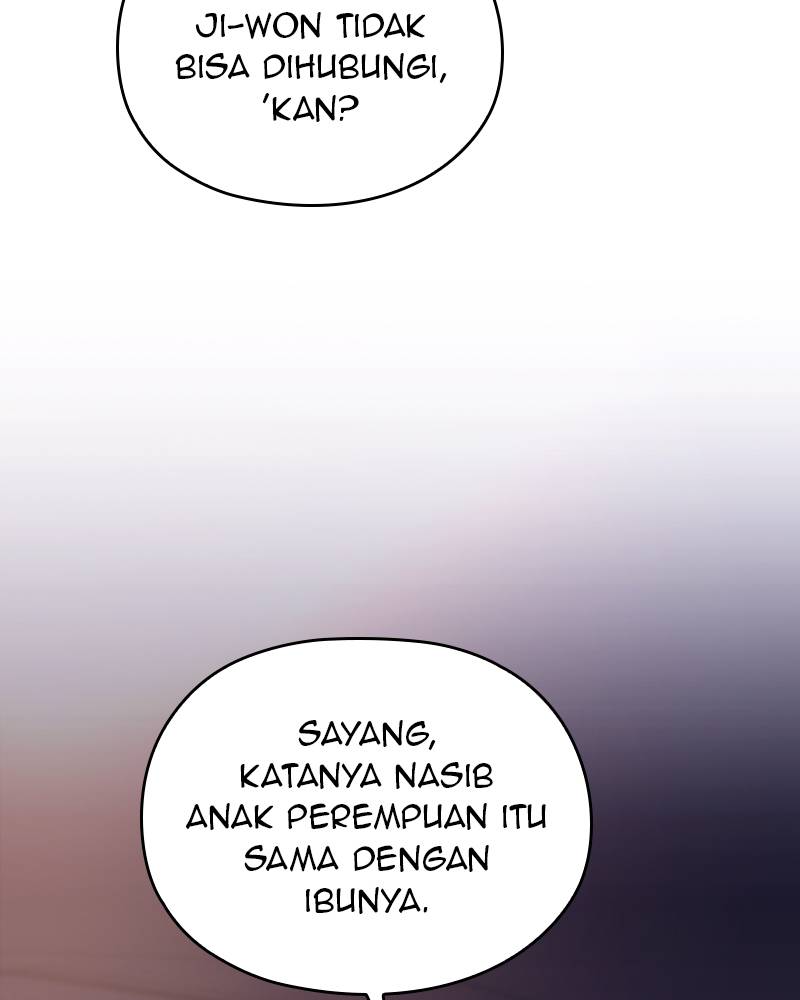 JI-WON TIDAK
BISA DIHUBUNGI,
'KAN?
SAYANG,
KATANYA NASIB
ANAK PEREMPUAN ITU
SAMA DENGAN
IBUNYA.